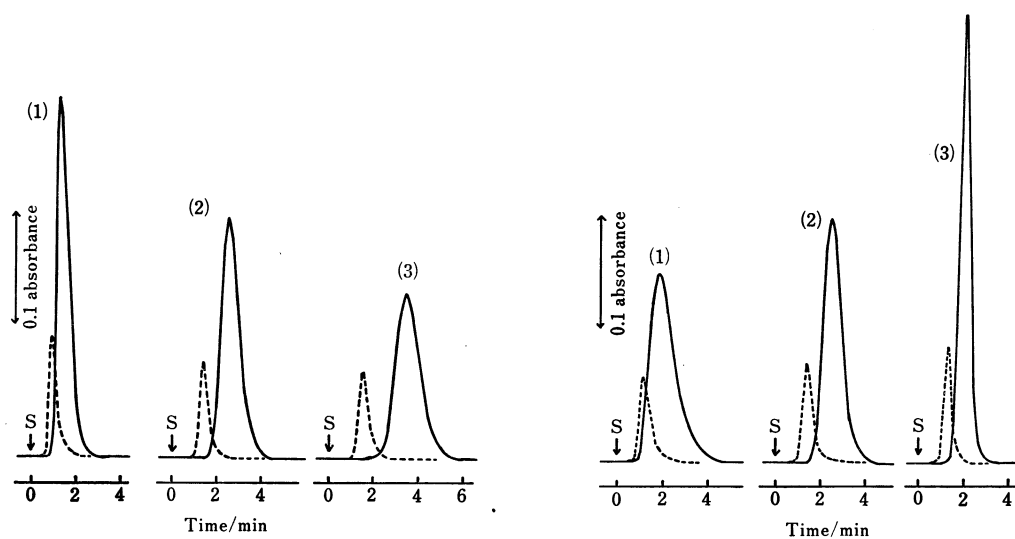 (1)
(2)
(3)
0.1 absorbance
S
S
S
0 2 4
0 2 4
0 2 4 6
Time/min
(1)
(2)
(3)
0.1 absorbance
S
S
S
0 2 4
0 2 4
0 2 4
Time/min